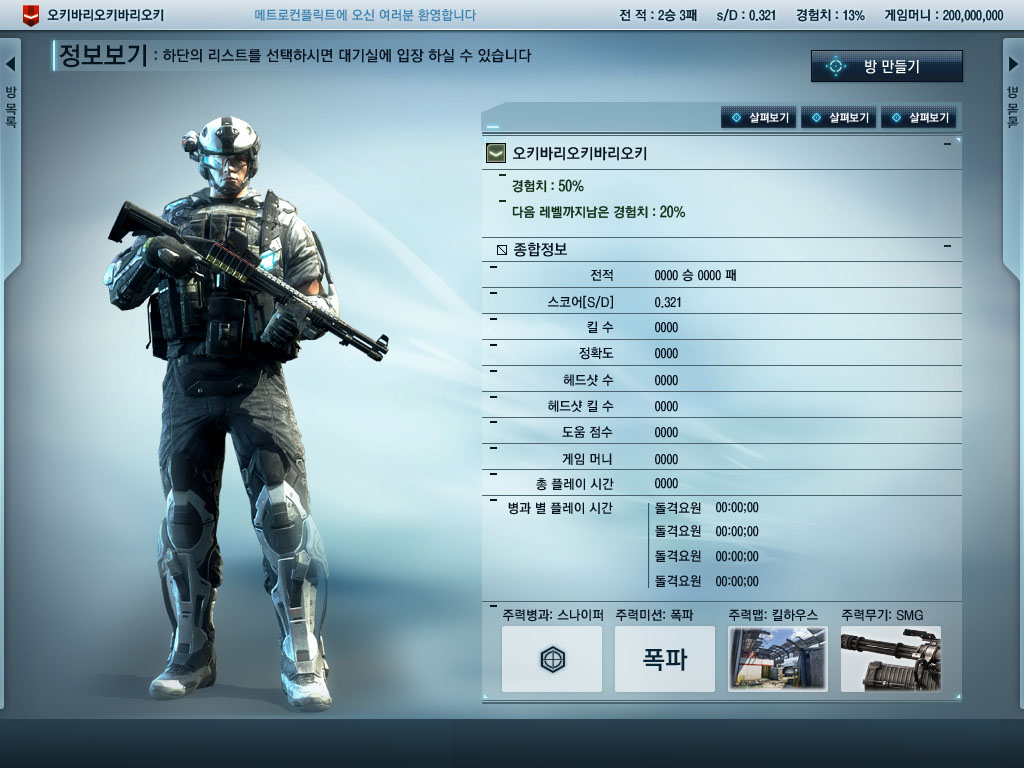 오키바리오키바리오키 메트로컨플릭트에 오신 여러분 환영합니다 전 적 : 2승 3패 s/D : 0.321 경험치 : 13% 게임머니 : 200,000,000
정보보기 : 하단의 리스트를 선택하시면 대기실에 입장 하실 수 있습니다
방 만들기
방 목록
방 목록
살펴보기 살펴보기 살펴보기
오키바리오키바리오키
경험치 : 50%
다음 레벨까지남은 경험치 : 20%
종합정보
전적 0000 승 0000 패
스코어[S/D] 0.321
킬 수 0000
정확도 0000
헤드샷 수 0000
헤드샷 킬 수 0000
도움 점수 0000
게임 머니 0000
총 플레이 시간 0000
병과 별 플레이 시간 돌격요원 00:00;00
돌격요원 00:00;00
돌격요원 00:00;00
돌격요원 00:00;00
주력병과: 스나이퍼 주력미션: 폭파 주력맵: 킬하우스 주력무기: SMG
폭파